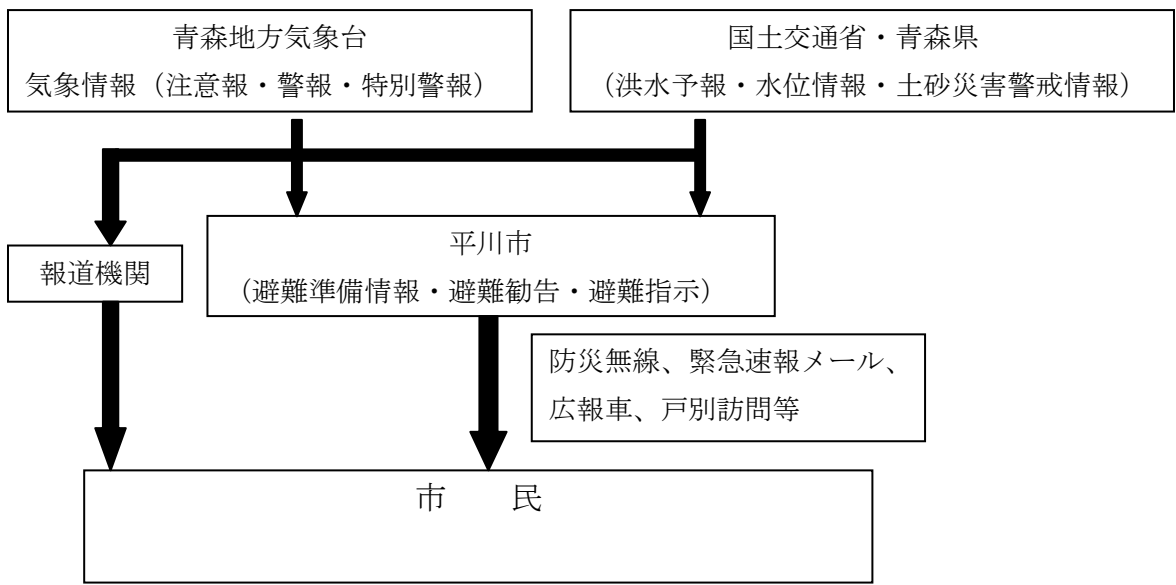 青森地方気象台
気象情報（注意報・警報・特別警報）
国土交通省・青森県
（洪水予報・水位情報・土砂災害警戒情報）
報道機関
平川市
（避難準備情報・避難勧告・避難指示）
防災無線、緊急速報メール、
広報車、戸別訪問等
市　　民